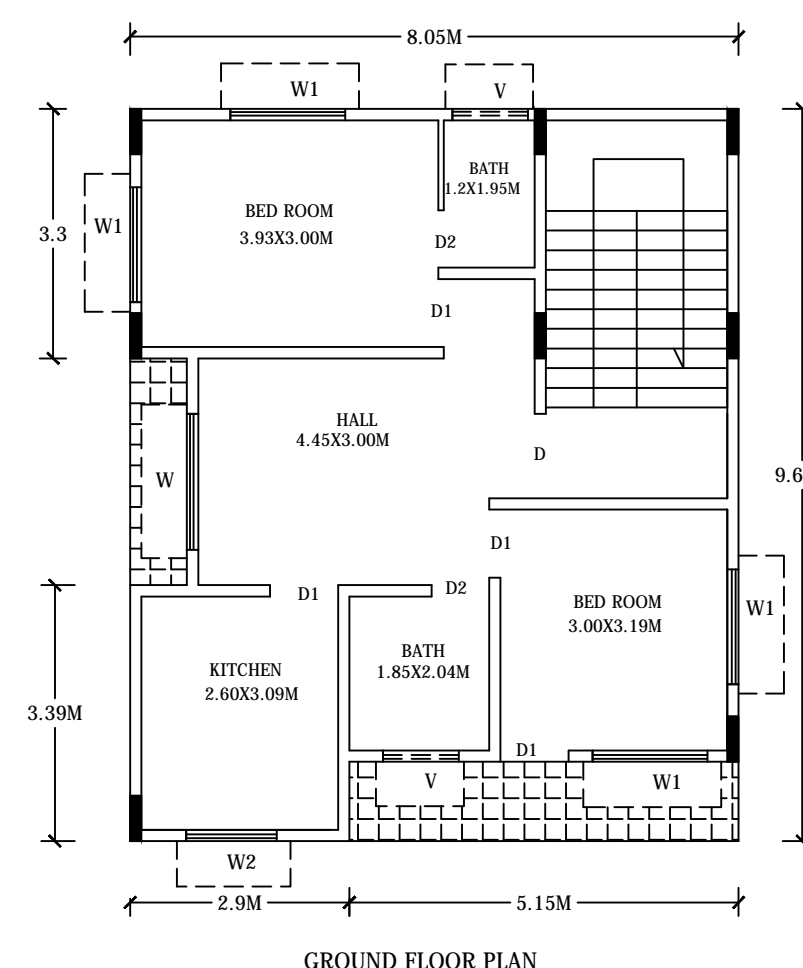 8.05M
W1
V
BATH
1.2X1.95M
BED ROOM
3.93X3.00M
W1
3.3
D2
D1
HALL
4.45X3.00M
D
W
9.6
D1
D1
D2
BED ROOM
3.00X3.19M
W1
BATH
1.85X2.04M
KITCHEN
2.60X3.09M
3.39M
D1
V
W1
W2
2.9M
5.15M
GROUND FLOOR PLAN